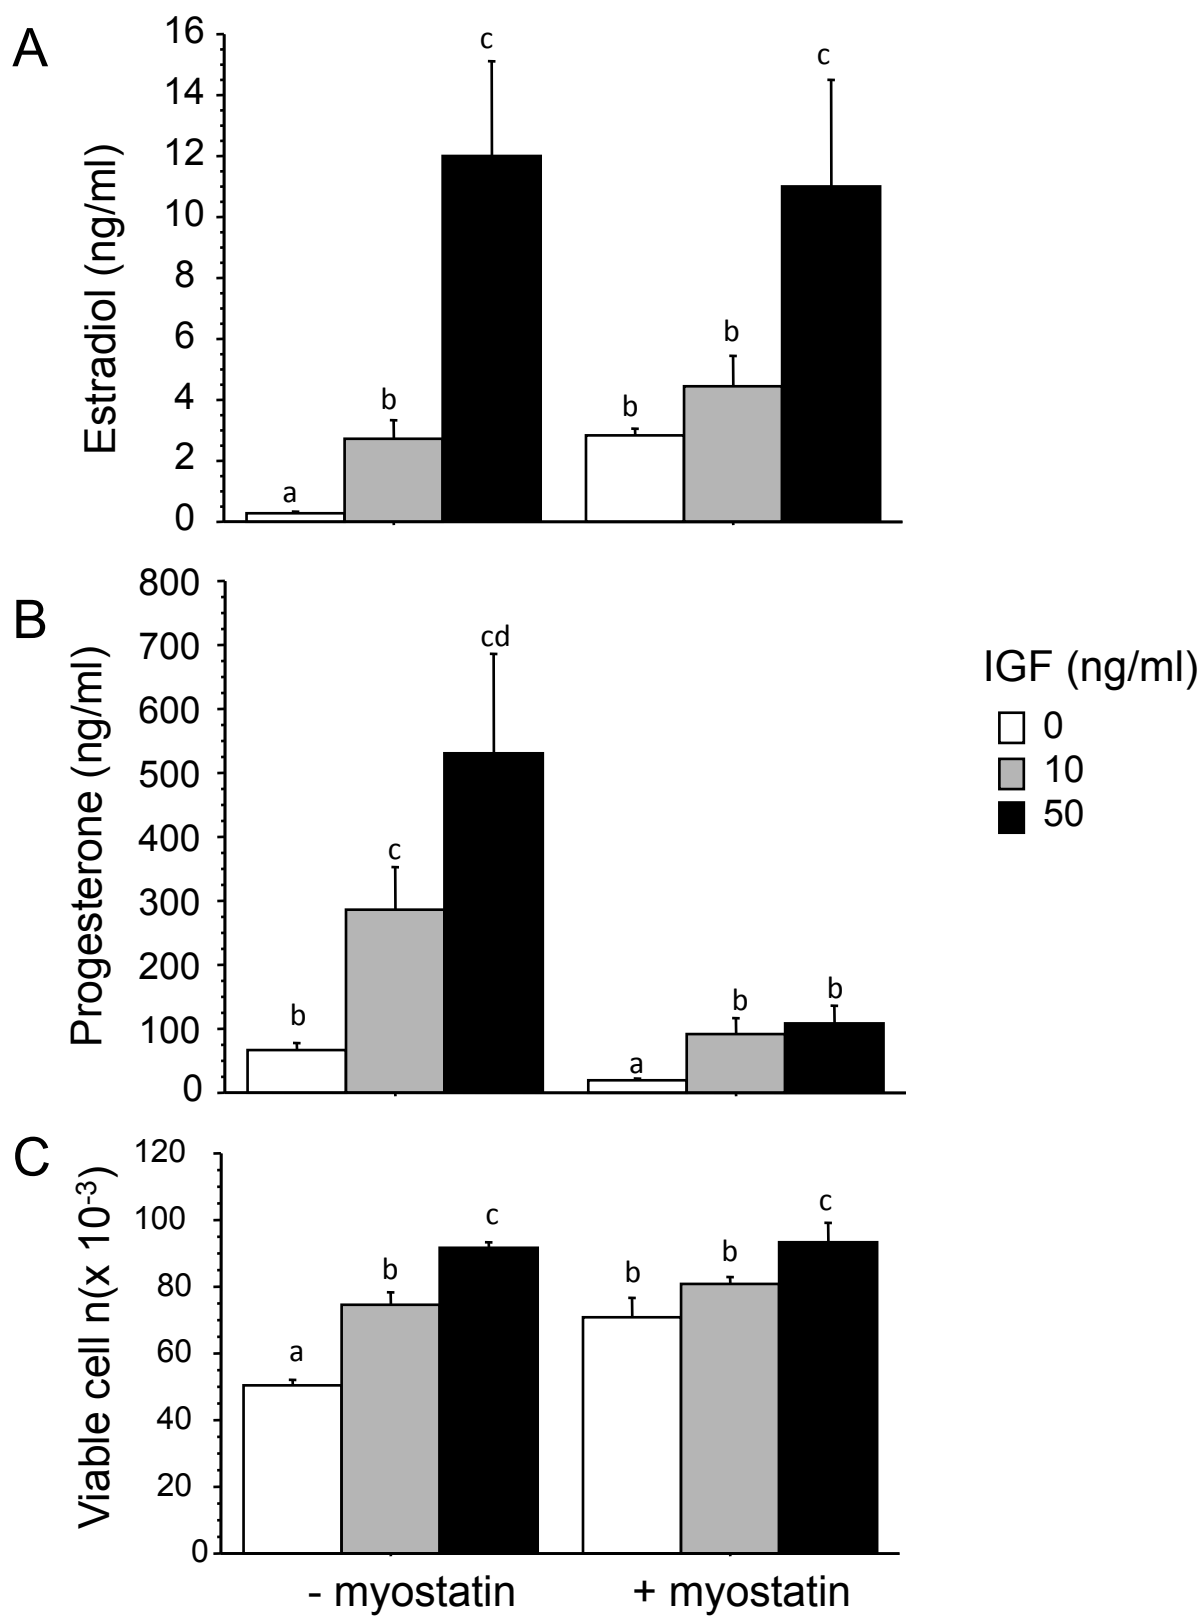 A
Estradiol (ng/ml)
16
14
12
10
8
6
4
2
0
a
b
c
b
b
c
B
Progesterone (ng/ml)
800
700
600
500
400
300
200
100
0
b
c
cd
a
b
b
IGF (ng/ml)
0
10
50
C
Viable cell n(x 10⁻³)
120
100
80
60
40
20
0
a
b
c
b
b
c
- myostatin
+ myostatin